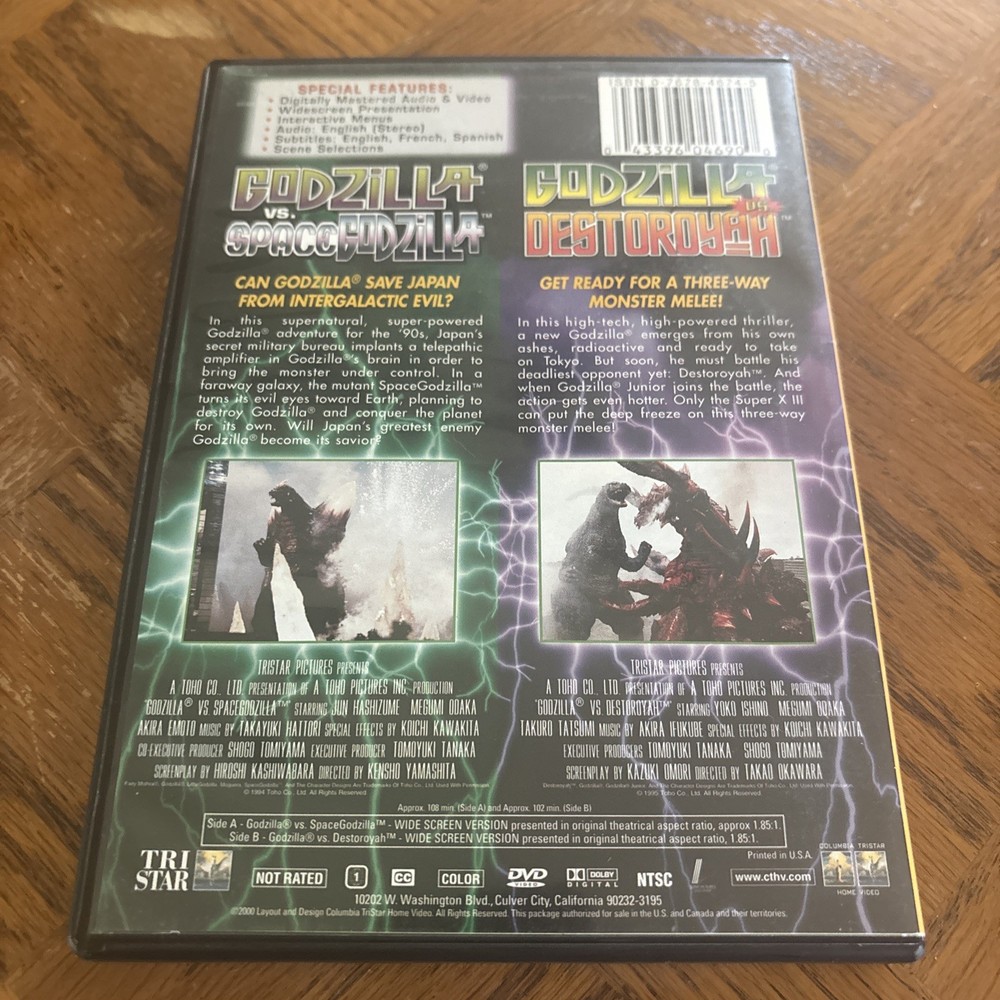 SPECIAL FEATURES:
• Digitally Mastered Audio & Video
• Widescreen Presentation
• Interactive Menus
• Audio: English (Stereo)
• Subtitles: English, French, Spanish
• Scene Selections
ISBN 0-7678-4674-5
0 43396 04690 0
GODZILLA®
VS.
SPACEGODZILLA™
CAN GODZILLA® SAVE JAPAN
FROM INTERGALACTIC EVIL?
In this supernatural, super-powered
Godzilla® adventure for the '90s, Japan's
secret military bureau implants a telepathic
amplifier in Godzilla®'s brain in order to
bring the monster under control. In a
faraway galaxy, the mutant SpaceGodzilla™
turns its evil eyes toward Earth, planning to
destroy Godzilla® and conquer the planet
for its own. Will Japan's greatest enemy
Godzilla® become its savior?
GODZILLA®
VS
DESTOROYAH™
GET READY FOR A THREE-WAY
MONSTER MELEE!
In this high-tech, high-powered thriller,
a new Godzilla® emerges from his own
ashes, radioactive and ready to take
on Tokyo. But soon, he must battle his
deadliest opponent yet: Destoroyah™. And
when Godzilla® Junior joins the battle, the
action gets even hotter. Only the Super X III
can put the deep freeze on this three-way
monster melee!
TRISTAR PICTURES PRESENTS
A TOHO CO., LTD. PRESENTATION OF A TOHO PICTURES INC. PRODUCTION
"GODZILLA® VS SPACEGODZILLA™" STARRING JUN HASHIZUME MEGUMI ODAKA
AKIRA EMOTO MUSIC BY TAKAYUKI HATTORI SPECIAL EFFECTS BY KOICHI KAWAKITA
CO-EXECUTIVE PRODUCER SHOGO TOMIYAMA EXECUTIVE PRODUCER TOMOYUKI TANAKA
SCREENPLAY BY HIROSHI KASHIWABARA DIRECTED BY KENSHO YAMASHITA
© 1994 Toho Co., Ltd. All Rights Reserved.
TRISTAR PICTURES PRESENTS
A TOHO CO., LTD. PRESENTATION OF A TOHO PICTURES INC. PRODUCTION
"GODZILLA® VS DESTOROYAH™" STARRING YOKO ISHINO MEGUMI ODAKA
TAKURO TATSUMI MUSIC BY AKIRA IFUKUBE SPECIAL EFFECTS BY KOICHI KAWAKITA
EXECUTIVE PRODUCERS TOMOYUKI TANAKA SHOGO TOMIYAMA
SCREENPLAY BY KAZUKI OMORI DIRECTED BY TAKAO OKAWARA
© 1995 Toho Co., Ltd. All Rights Reserved.
Approx. 108 min. (Side A) and Approx. 102 min. (Side B)
Side A - Godzilla® vs. SpaceGodzilla™ - WIDE SCREEN VERSION presented in original theatrical aspect ratio, approx 1.85:1.
Side B - Godzilla® vs. Destoroyah™ - WIDE SCREEN VERSION presented in original theatrical aspect ratio, 1.85:1.
TRI
STAR
NOT RATED
1
CC
COLOR
DVD
VIDEO
DOLBY
DIGITAL
NTSC
Printed in U.S.A.
www.cthv.com
COLUMBIA TRISTAR
HOME VIDEO
10202 W. Washington Blvd., Culver City, California 90232-3195
©2000 Layout and Design Columbia TriStar Home Video. All Rights Reserved. This package authorized for sale in the U.S. and Canada and their territories.